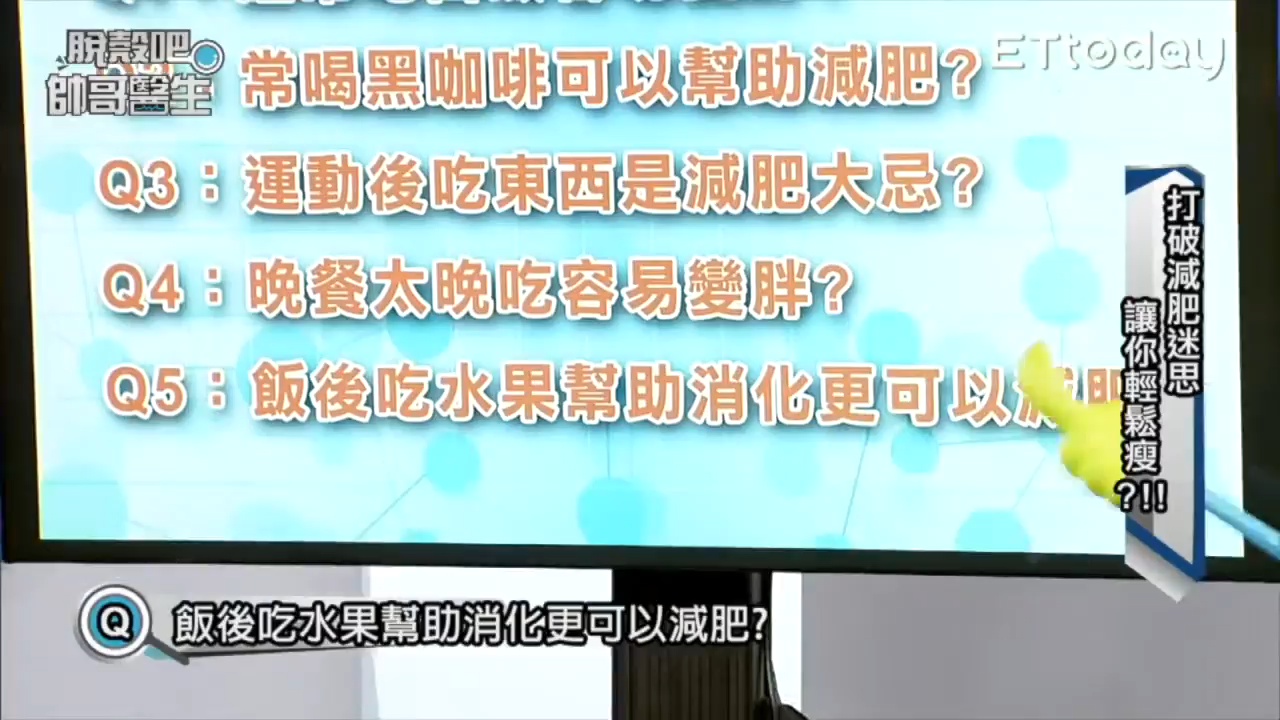 脫殼吧
帥哥醫生
ETtoday
常喝黑咖啡可以幫助減肥?
Q3：運動後吃東西是減肥大忌?
Q4：晚餐太晚吃容易變胖?
Q5：飯後吃水果幫助消化更可以減肥
打破減肥迷思
讓你輕鬆瘦?!!
Q 飯後吃水果幫助消化更可以減肥?